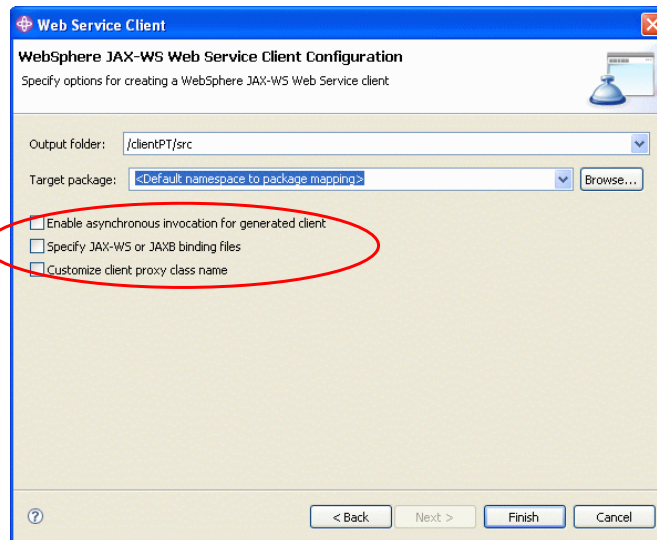 Web Service Client
WebSphere JAX-WS Web Service Client Configuration
Specify options for creating a WebSphere JAX-WS Web Service client
Output folder: /clientPT/src
Target package: <Default namespace to package mapping> Browse...
Enable asynchronous invocation for generated client
Specify JAX-WS or JAXB binding files
Customize client proxy class name
? < Back Next > Finish Cancel